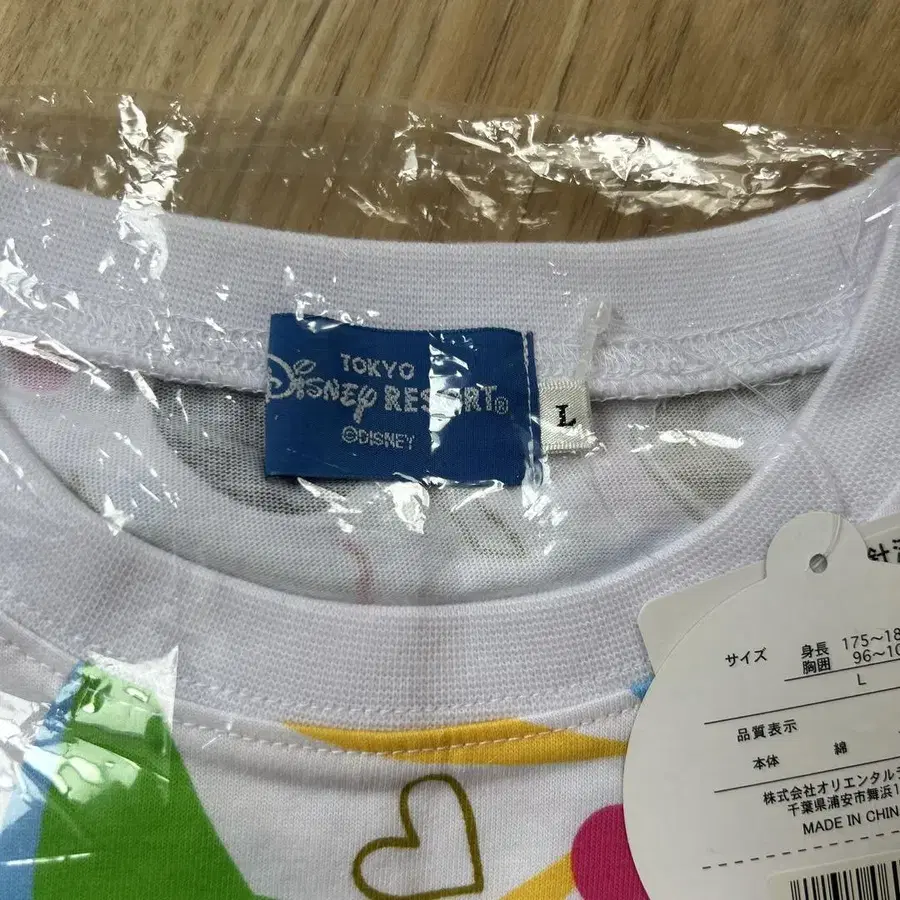 TOKYO
Disney RESORT®
©DISNEY
L
サイズ 身長 175～18
胸囲 96～10
L
品質表示
本体 綿
株式会社オリエンタル
千葉県浦安市舞浜1
MADE IN CHIN